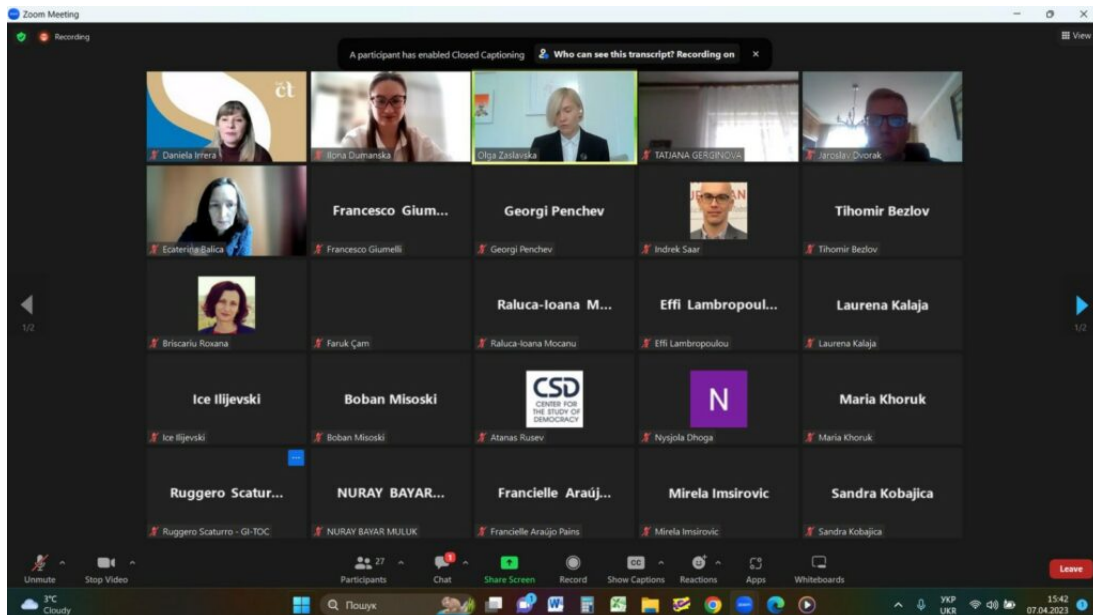 Zoom Meeting
Recording
View
A participant has enabled Closed Captioning Who can see this transcript? Recording on
čt
Daniela Irrera
Ilona Dumanska
Olga Zaslavska
TATJANA GERGINOVA
Jaroslav Dvorak
Francesco Gium...
Georgi Penchev
Tihomir Bezlov
Ecaterina Balica
Francesco Giumelli
Georgi Penchev
Indrek Saar
Tihomir Bezlov
Raluca-Ioana M...
Effi Lambropoul...
Laurena Kalaja
1/2
1/2
Briscariu Roxana
Faruk Çam
Raluca-Ioana Mocanu
Effi Lambropoulou
Laurena Kalaja
Ice Ilijevski
Boban Misoski
CSD
CENTER FOR
THE STUDY OF
DEMOCRACY
N
Maria Khoruk
Ice Ilijevski
Boban Misoski
Atanas Rusev
Nysjola Dhoga
Maria Khoruk
Ruggero Scatur...
NURAY BAYAR...
Francielle Araúj...
Mirela Imsirovic
Sandra Kobajica
Ruggero Scaturro - GI-TOC
NURAY BAYAR MULUK
Francielle Araújo Pains
Mirela Imsirovic
Sandra Kobajica
27
1
CC
Unmute
Stop Video
Participants
Chat
Share Screen
Record
Show Captions
Reactions
Apps
Whiteboards
Leave
3°C
Cloudy
Пошук
УКР
UKR
15:42
07.04.2023